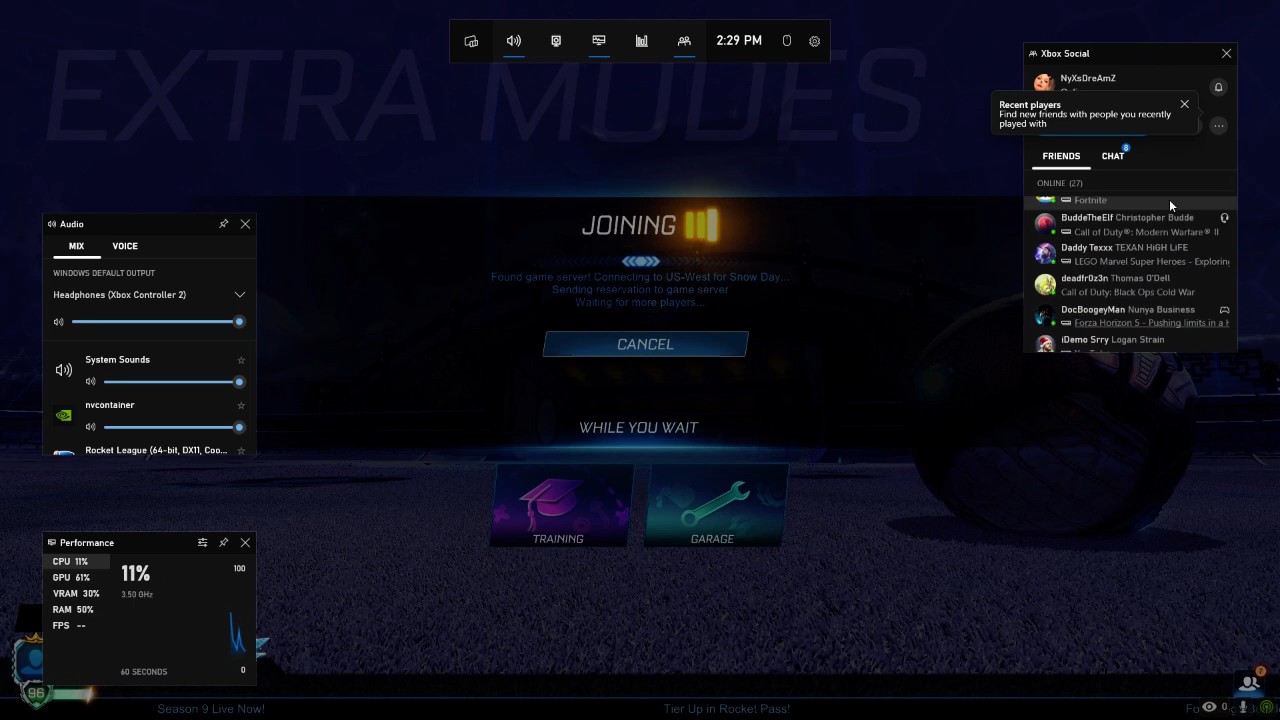 EXTRA MODES
2:29 PM
Xbox Social
NyXsDreAmZ
Recent players
Find new friends with people you recently
played with
FRIENDS
CHAT
8
ONLINE (27)
Fortnite
BuddeTheElf Christopher Budde
Call of Duty®: Modern Warfare® II
Daddy Texxx TEXAN HiGH LiFE
LEGO Marvel Super Heroes - Exploring
deadfr0z3n Thomas O'Dell
Call of Duty: Black Ops Cold War
DocBoogeyMan Nunya Business
Forza Horizon 5 - Pushing limits in a
iDemo Srry Logan Strain
Audio
MIX
VOICE
WINDOWS DEFAULT OUTPUT
Headphones (Xbox Controller 2)
System Sounds
nvcontainer
Rocket League (64-bit, DX11, Coo...
JOINING
Found game server! Connecting to US-West for Snow Day...
Sending reservation to game server
Waiting for more players...
CANCEL
WHILE YOU WAIT
TRAINING
GARAGE
Performance
CPU 11%
GPU 61%
VRAM 30%
RAM 50%
FPS --
11%
3.50 GHz
100
60 SECONDS
0
96
7
Season 9 Live Now!
Tier Up in Rocket Pass!
Fo
0